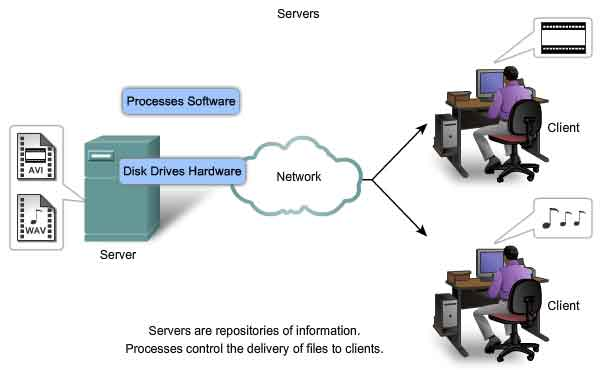 Servers
Processes Software
AVI
Disk Drives Hardware
WAV
Network
Server
Client
Client
Servers are repositories of information.
Processes control the delivery of files to clients.